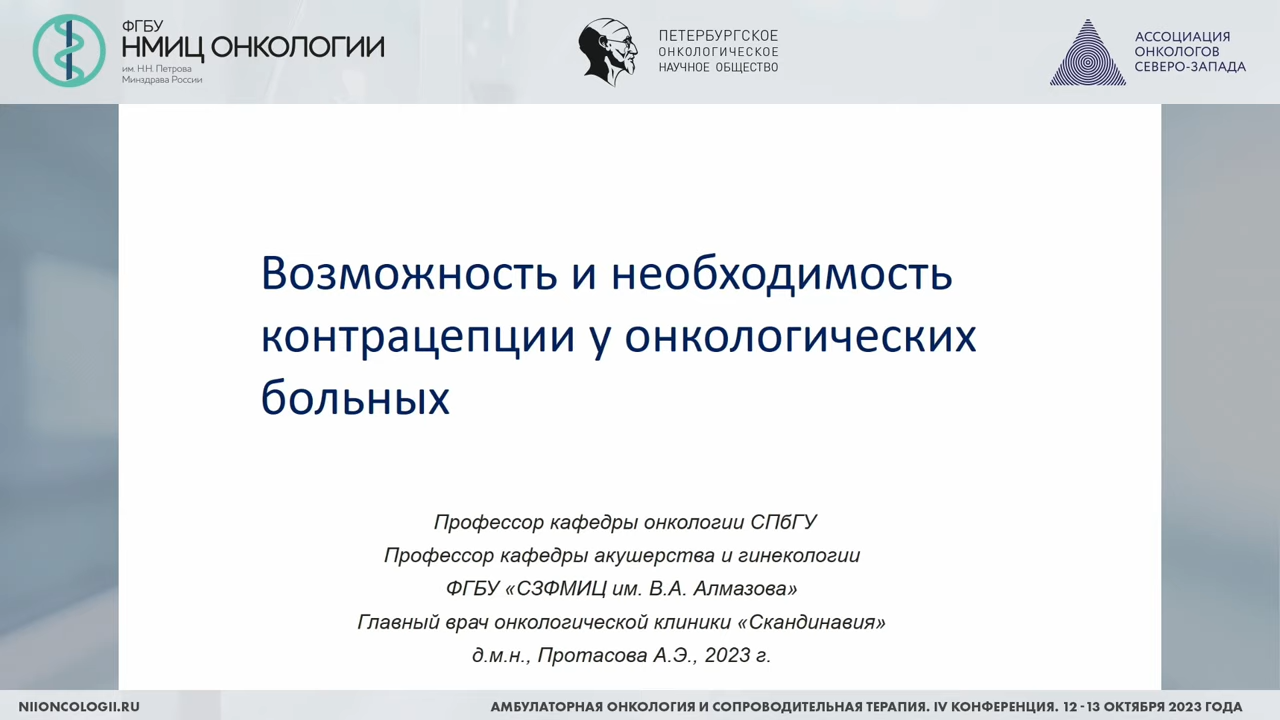 ФГБУ
НМИЦ ОНКОЛОГИИ
им. Н.Н. Петрова
Минздрава России
ПЕТЕРБУРГСКОЕ
ОНКОЛОГИЧЕСКОЕ
НАУЧНОЕ ОБЩЕСТВО
АССОЦИАЦИЯ
ОНКОЛОГОВ
СЕВЕРО-ЗАПАДА
Возможность и необходимость
контрацепции у онкологических
больных
Профессор кафедры онкологии СПбГУ
Профессор кафедры акушерства и гинекологии
ФГБУ «СЗФМИЦ им. В.А. Алмазова»
Главный врач онкологической клиники «Скандинавия»
д.м.н., Протасова А.Э., 2023 г.
NIIONCOLOGII.RU
АМБУЛАТОРНАЯ ОНКОЛОГИЯ И СОПРОВОДИТЕЛЬНАЯ ТЕРАПИЯ. IV КОНФЕРЕНЦИЯ. 12-13 ОКТЯБРЯ 2023 ГОДА